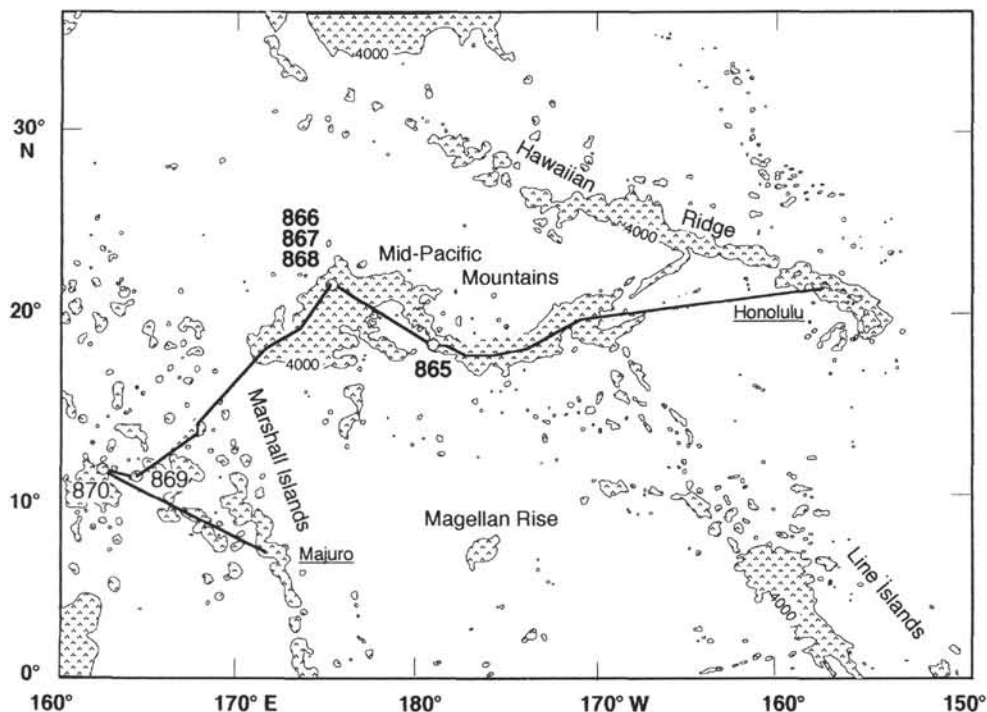 4000
30°
N
Hawaiian
Ridge
4000
866
867
868
Mid-Pacific
Mountains
20°
Honolulu
865
4000
Marshall Islands
870
869
10°
Magellan Rise
Majuro
Line Islands
4000
0°
160°
170° E
180°
170° W
160°
150°